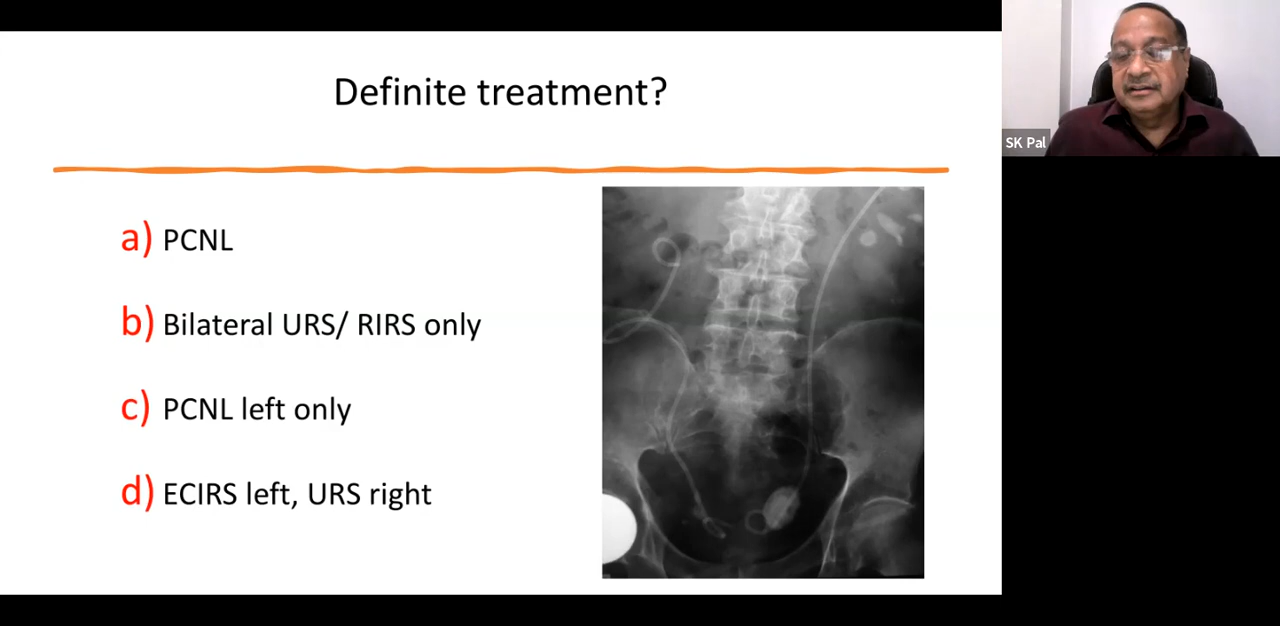 Definite treatment?
a) PCNL
b) Bilateral URS/ RIRS only
c) PCNL left only
d) ECIRS left, URS right
SK Pal